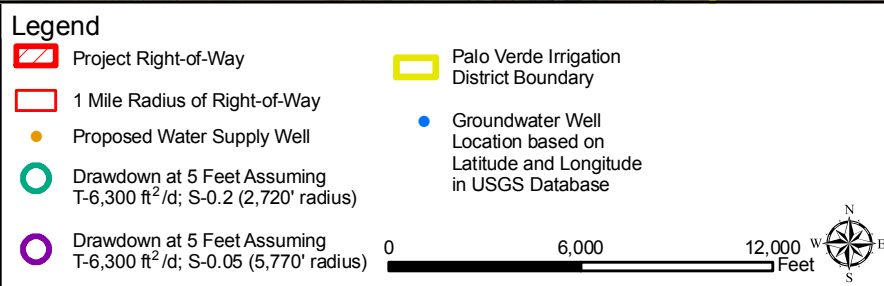 Legend
Project Right-of-Way
1 Mile Radius of Right-of-Way
Proposed Water Supply Well
Drawdown at 5 Feet Assuming
T-6,300 ft²/d; S-0.2 (2,720' radius)
Drawdown at 5 Feet Assuming
T-6,300 ft²/d; S-0.05 (5,770' radius)
Palo Verde Irrigation
District Boundary
Groundwater Well
Location based on
Latitude and Longitude
in USGS Database
0 6,000 12,000
Feet
N
W E
S